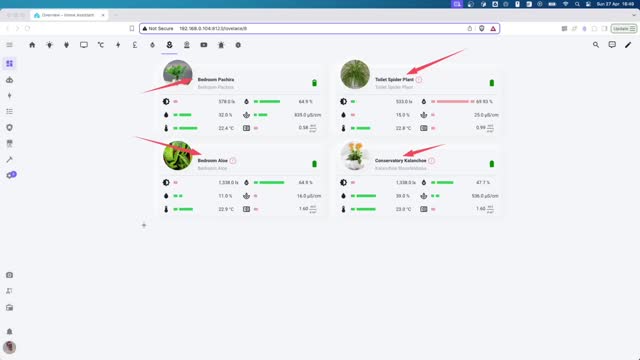 Sun 27 Apr 18:48
Overview – Home Assistant
Not Secure 192.168.0.104:8123/lovelace/8
Update
Bedroom Pachira
Bedroom Pachira
578.0 lx 64.9 %
32.0 % 835.0 μS/cm
22.4 °C 0.58
Toilet Spider Plant
Toilet Spider Plant
533.0 lx 69.93 %
15.0 % 25.0 μS/cm
22.8 °C 0.99
Bedroom Aloe
Bedroom Aloe
1,338.0 lx 64.9 %
11.0 % 16.0 μS/cm
22.9 °C 1.60
Conservatory Kalanchoe
Kalanchoe Blossfeldiana
1,338.0 lx 47.7 %
39.0 % 536.0 μS/cm
23.0 °C 1.60